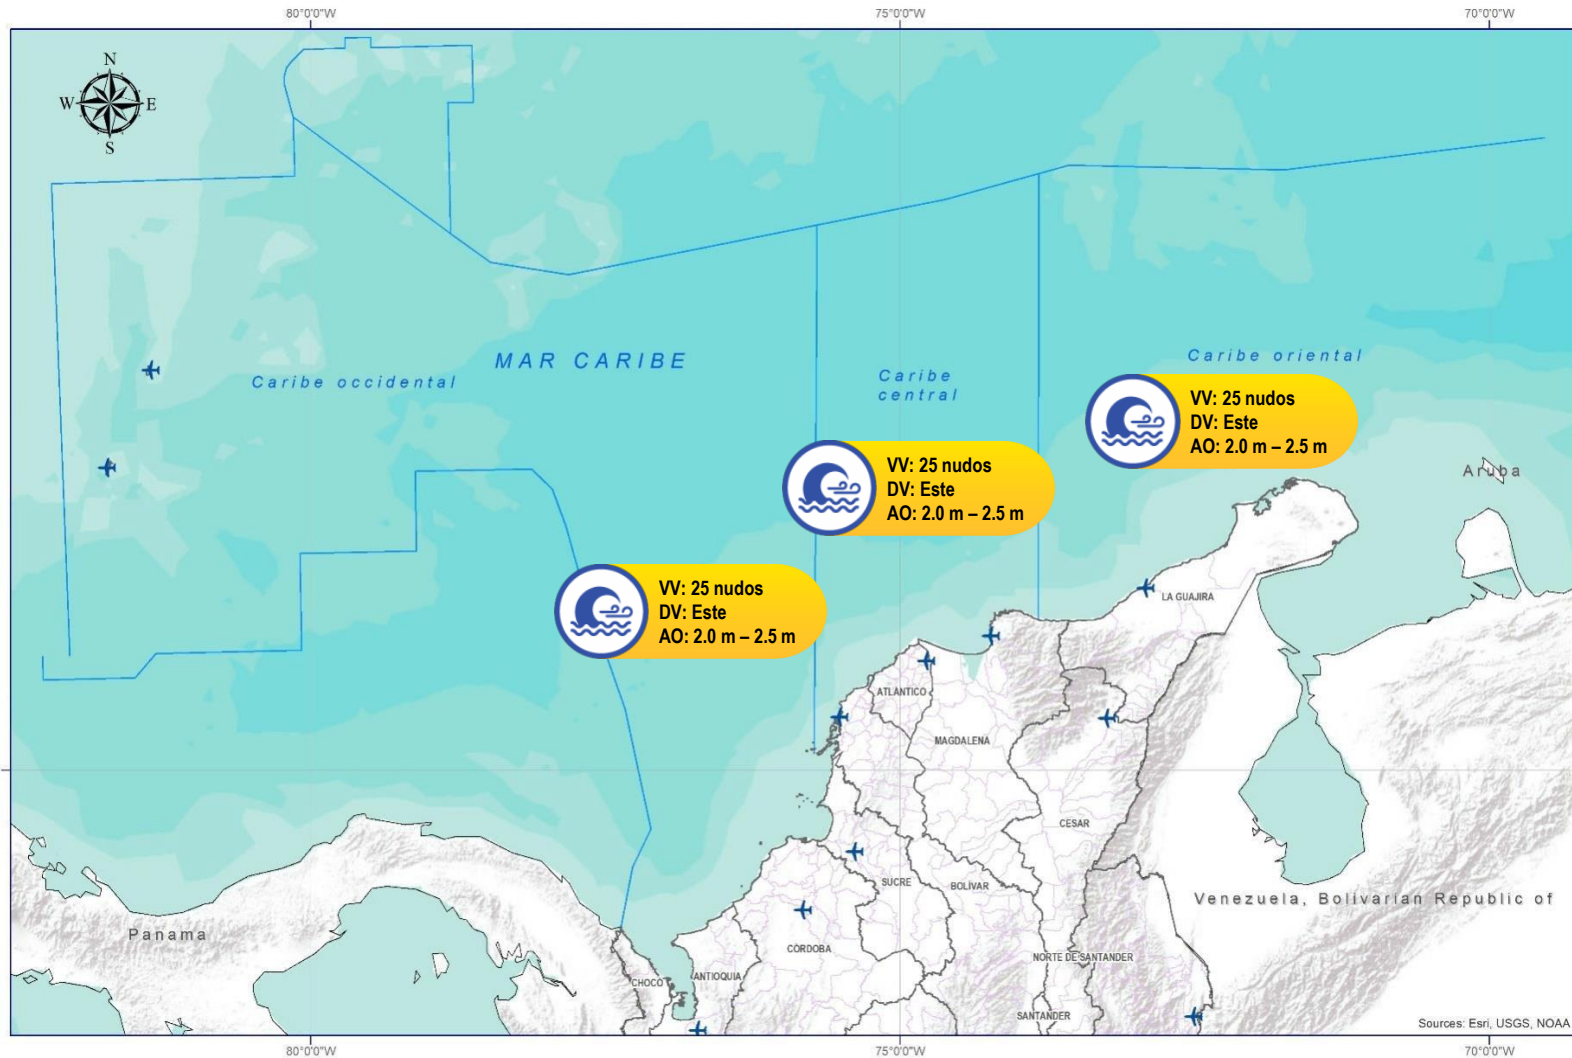 80°0'0"W
75°0'0"W
70°0'0"W
N
W
E
S
MAR CARIBE
Caribe occidental
Caribe
central
Caribe oriental
VV: 25 nudos
DV: Este
AO: 2.0 m – 2.5 m
VV: 25 nudos
DV: Este
AO: 2.0 m – 2.5 m
VV: 25 nudos
DV: Este
AO: 2.0 m – 2.5 m
Aruba
LA GUAJIRA
ATLÁNTICO
MAGDALENA
CESAR
SUCRE
BOLÍVAR
Venezuela, Bolivarian Republic of
Panama
CÓRDOBA
NORTE DE SANTANDER
ANTIOQUIA
CHOCÓ
SANTANDER
Sources: Esri, USGS, NOAA
80°0'0"W
75°0'0"W
70°0'0"W